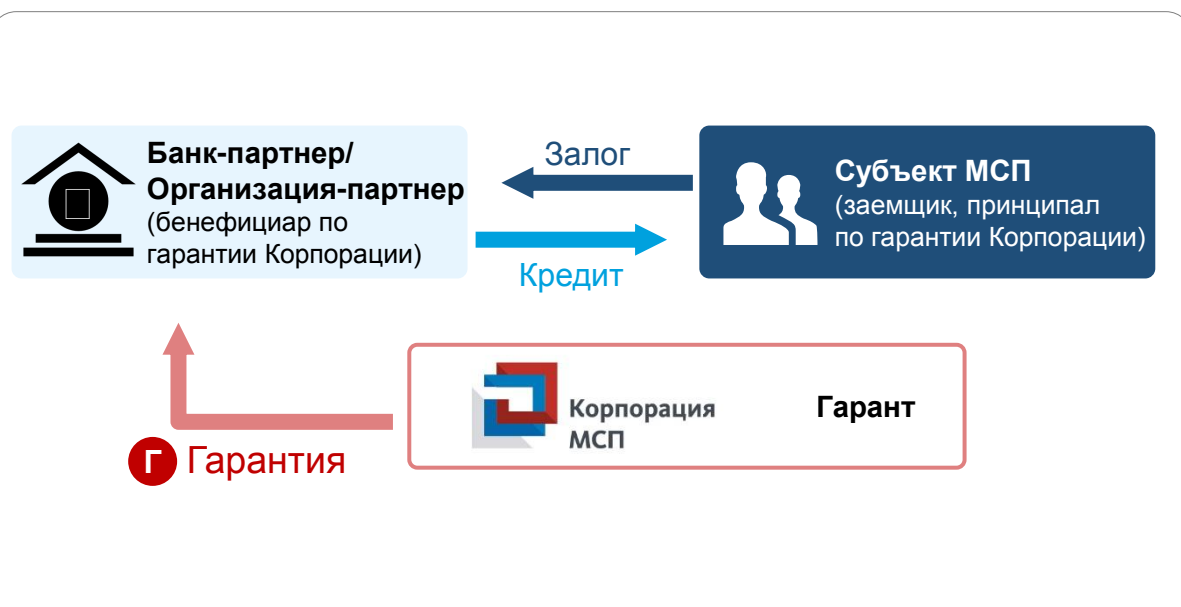 Банк-партнер/
Организация-партнер
(бенефициар по
гарантии Корпорации)
Залог
Кредит
Субъект МСП
(заемщик, принципал
по гарантии Корпорации)
Корпорация
МСП
Гарант
Г Гарантия